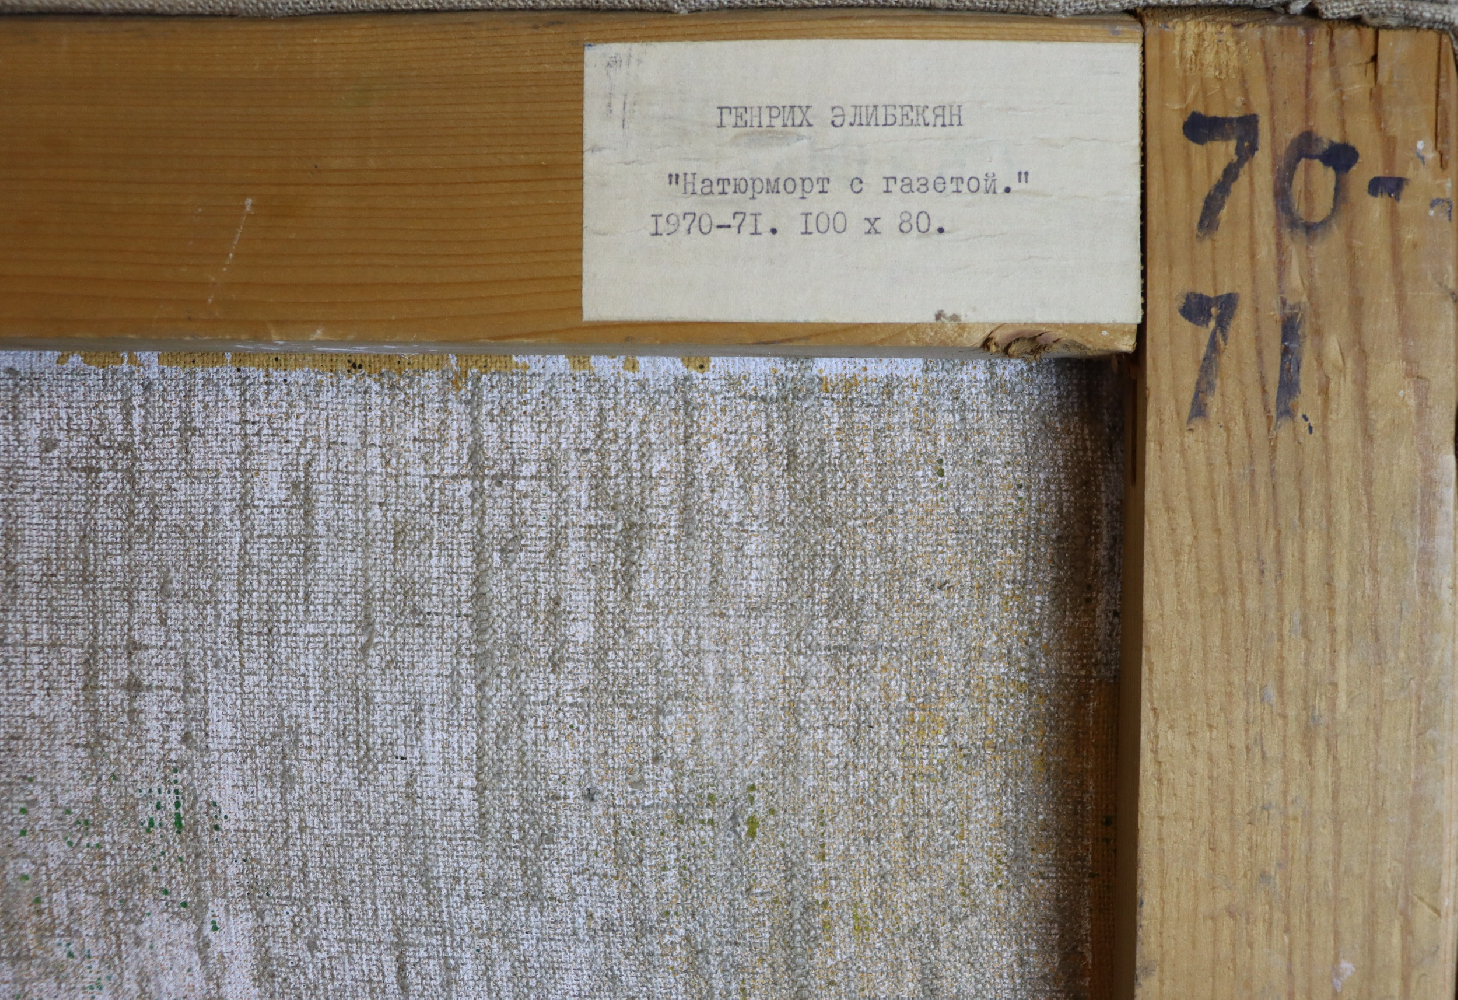 ГЕНРИХ ЭЛИБЕКЯН
"Натюрморт с газетой."
1970-71. 100 х 80.
70-
71